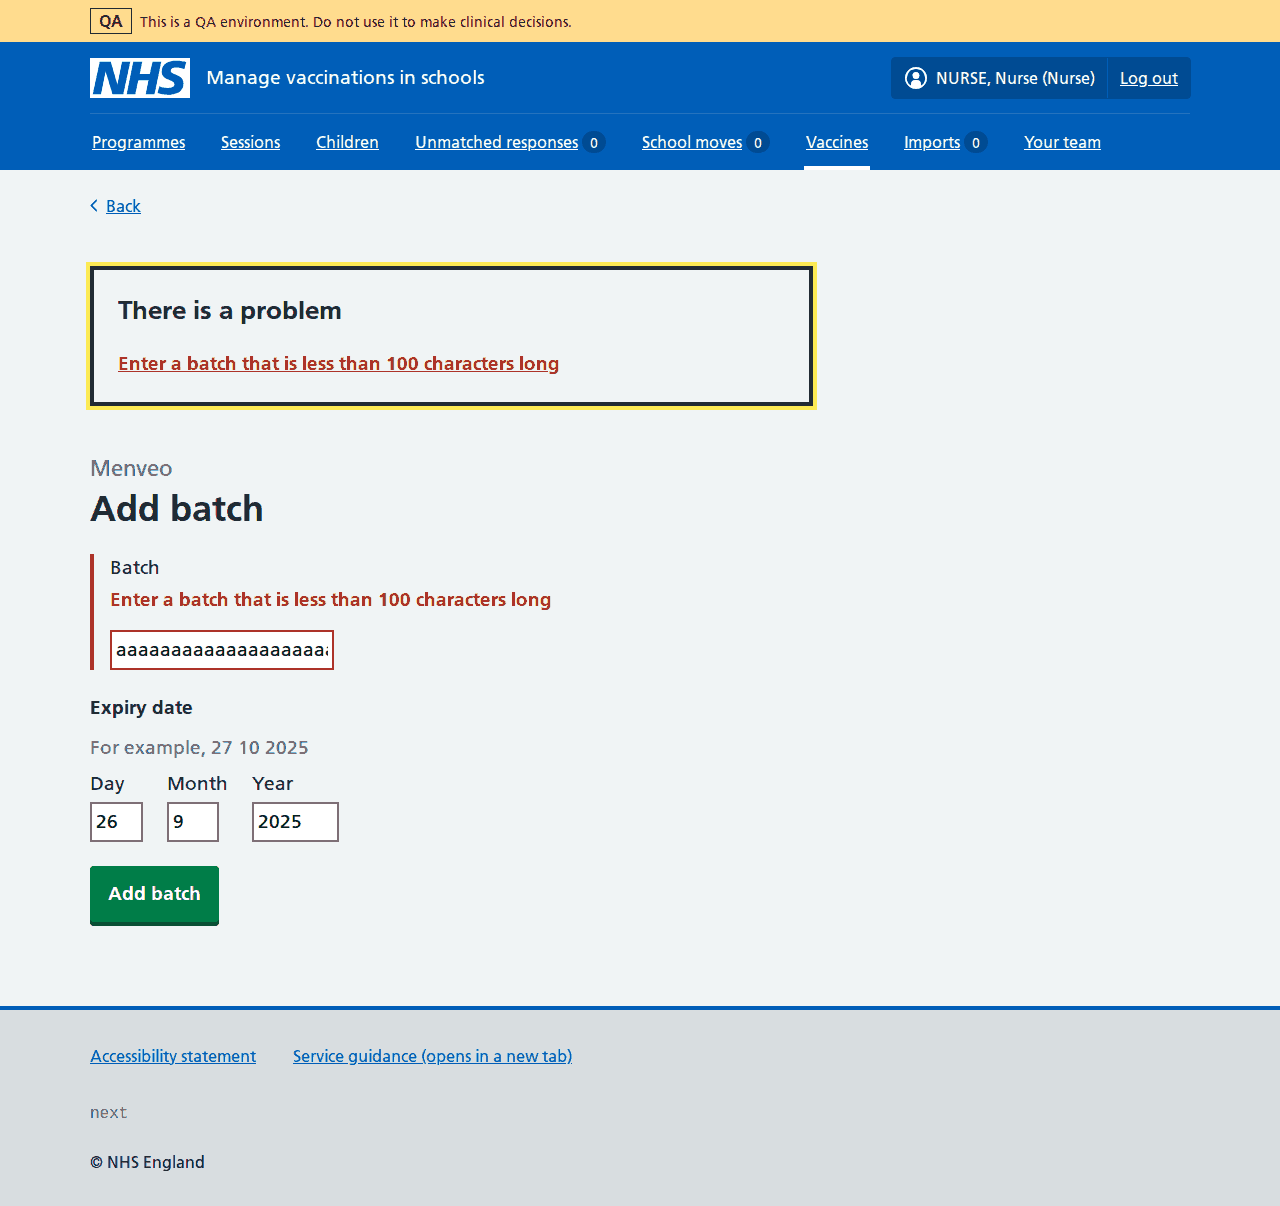 QA This is a QA environment. Do not use it to make clinical decisions.
NHS Manage vaccinations in schools NURSE, Nurse (Nurse) Log out
Programmes Sessions Children Unmatched responses 0 School moves 0 Vaccines Imports 0 Your team
Back
There is a problem
Enter a batch that is less than 100 characters long
Menveo
Add batch
Batch
Enter a batch that is less than 100 characters long
aaaaaaaaaaaaaaaaaaaa
Expiry date
For example, 27 10 2025
Day Month Year
26 9 2025
Add batch
Accessibility statement Service guidance (opens in a new tab)
next
© NHS England